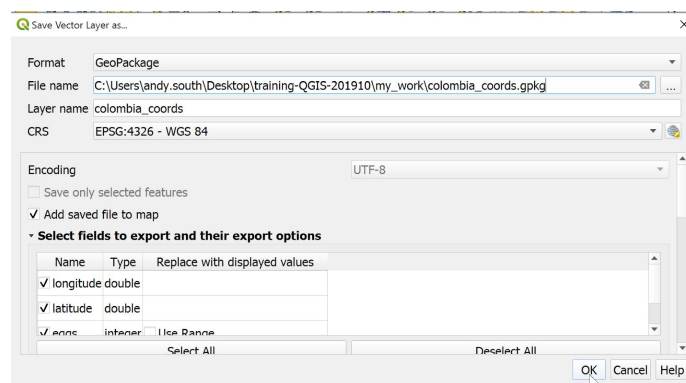 Save Vector Layer as...
Format GeoPackage
File name C:\Users\andy.south\Desktop\training-QGIS-201910\my_work\colombia_coords.gpkg ...
Layer name colombia_coords
CRS EPSG:4326 - WGS 84
Encoding UTF-8
Save only selected features
Add saved file to map
Select fields to export and their export options
Name Type Replace with displayed values
longitude double
latitude double
eggs integer Use Range
Select All Deselect All
OK Cancel Help